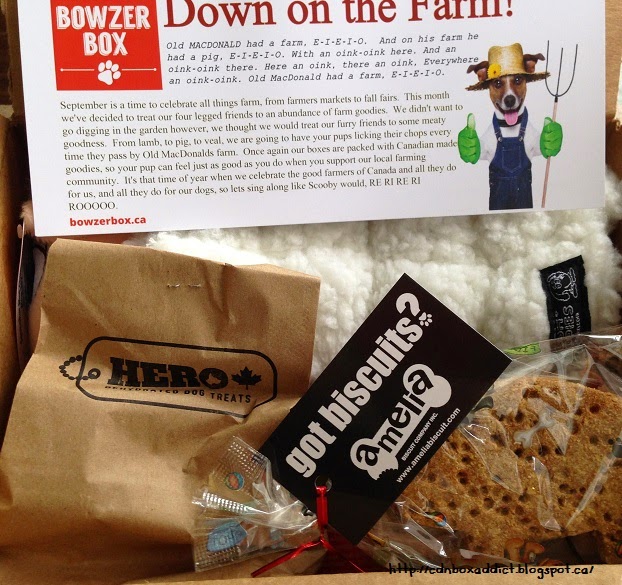 BOWZER
BOX
Down on the Farm!
Old MACDONALD had a farm, E-I-E-I-O. And on his farm he
had a pig, E-I-E-I-O. With an oink-oink here. And an
oink-oink there. Here an oink, there an oink, Everywhere
an oink-oink. Old MacDonald had a farm, E-I-E-I-O.
September is a time to celebrate all things farm, from farmers markets to fall fairs. This month
we've decided to treat our four legged friends to an abundance of farm goodies. We didn't want to
go digging in the garden however, we thought we would treat our furry friends to some meaty
goodness. From lamb, to pig, to veal, we are going to have your pups licking their chops every
time they pass by Old MacDonalds farm. Once again our boxes are packed with Canadian made
goodies, so your pup can feel just as good as you do when you support our local farming
community. It's that time of year when we celebrate the good farmers of Canada and all they do
for us, and all they do for our dogs, so lets sing along like Scooby would, RE RI RE RI
ROOOOO.
bowzerbox.ca
HERO
DEHYDRATED DOG TREATS
got biscuits?
amelia
BISCUIT COMPANY INC.
www.ameliabiscuit.com
http://cdnboxaddict.blogspot.ca/